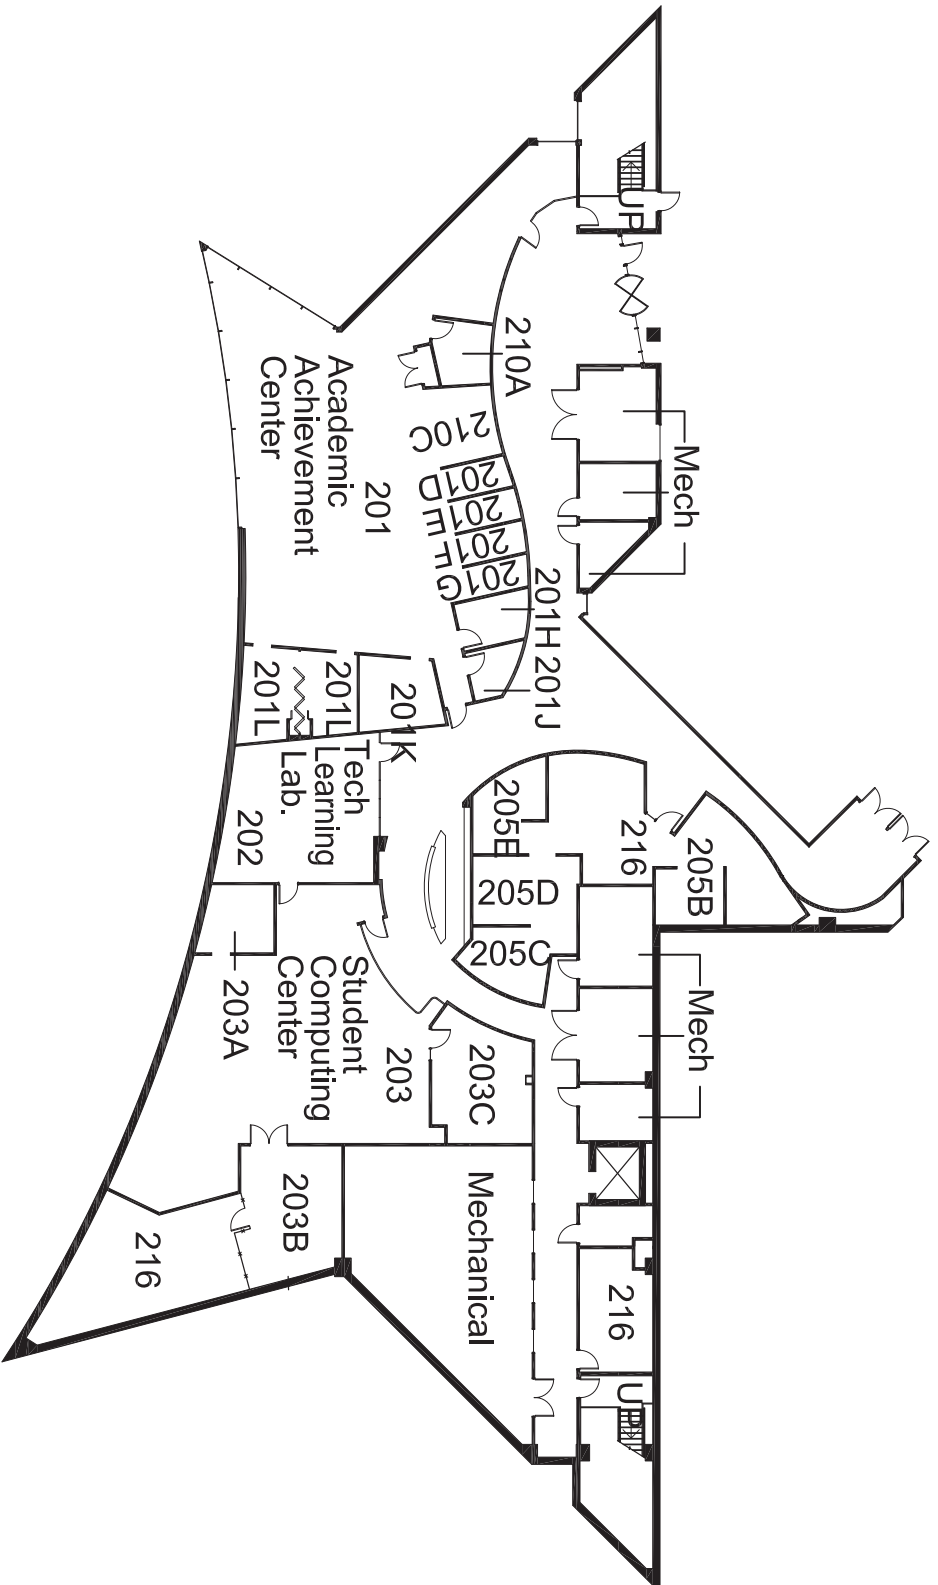 UP
210A
Mech
210C
201D
201E
201F
201G
201H
201J
201
Academic
Achievement
Center
201K
201L
201L
Tech
Learning
Lab.
202
205E
216
205B
205D
205C
Mech
203A
Student
Computing
Center
203
203C
203B
216
Mechanical
216
UP